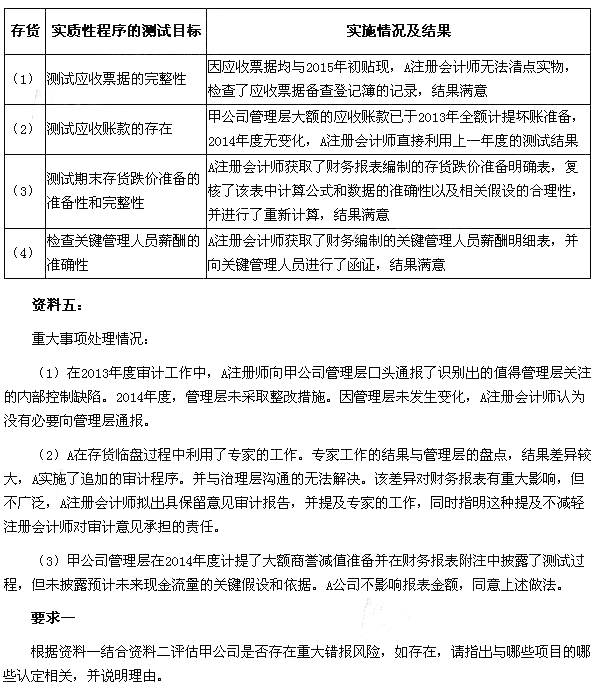 存货 实质性程序的测试目标 实施情况及结果
（1） 测试应收票据的完整性 因应收票据均与2015年初贴现，A注册会计师无法清点实物，
检查了应收票据备查登记簿的记录，结果满意
（2） 测试应收账款的存在 甲公司管理层大额的应收账款已于2013年全额计提坏账准备，
2014年度无变化，A注册会计师直接利用上一年度的测试结果
（3） 测试期末存货跌价准备的
准备性和完整性
A注册会计师获取了财务报表编制的存货跌价准备明确表，复
核了该表中计算公式和数据的准确性以及相关假设的合理性，
并进行了重新计算，结果满意
（4） 检查关键管理人员薪酬的
准确性
A注册会计师获取了财务编制的关键管理人员薪酬明细表，并
向关键管理人员进行了函证，结果满意
资料五：
重大事项处理情况：
（1）在2013年度审计工作中，A注册师向甲公司管理层口头通报了识别出的值得管理层关注
的内部控制缺陷。2014年度，管理层未采取整改措施。因管理层未发生变化，A注册会计师认为
没有必要向管理层通报。
（2）A在存货临盘过程中利用了专家的工作。专家工作的结果与管理层的盘点，结果差异较
大，A实施了追加的审计程序。并与治理层沟通的无法解决。该差异对财务报表有重大影响，但
不广泛，A注册会计师拟出具保留意见审计报告，并提及专家的工作，同时指明这种提及不减轻
注册会计师对审计意见承担的责任。
（3）甲公司管理层在2014年度计提了大额商誉减值准备并在财务报表附注中披露了测试过
程，但未披露预计未来现金流量的关键假设和依据。A公司不影响报表金额，同意上述做法。
要求一
根据资料一结合资料二评估甲公司是否存在重大错报风险，如存在，请指出与哪些项目的哪
些认定相关，并说明理由。